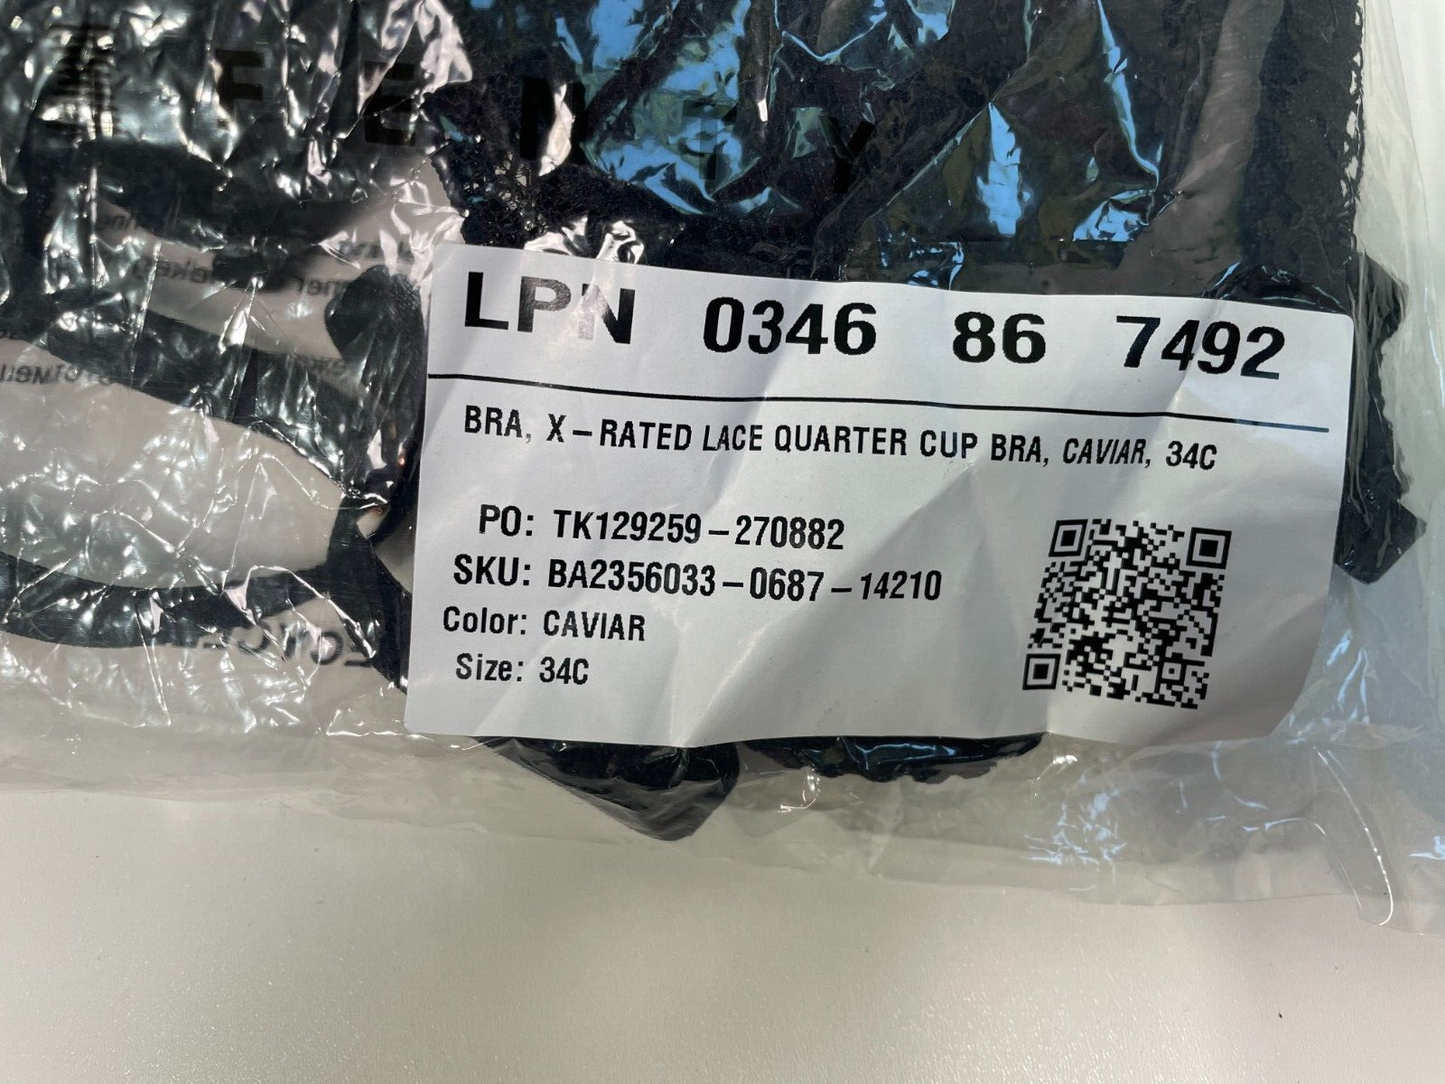 FENTY
LPN 0346 86 7492
BRA, X-RATED LACE QUARTER CUP BRA, CAVIAR, 34C
PO: TK129259-270882
SKU: BA2356033-0687-14210
Color: CAVIAR
Size: 34C